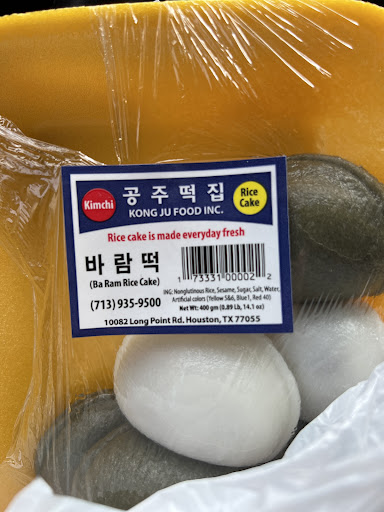 Kimchi
공주떡집
KONG JU FOOD INC.
Rice
Cake
Rice cake is made everyday fresh
바람떡
(Ba Ram Rice Cake)
(713) 935-9500
1 73331 00002 2
ING: Nonglutinous Rice, Sesame, Sugar, Salt, Water,
Artificial colors (Yellow 5&6, Blue1, Red 40)
Net Wt: 400 gm (0.89 Lb, 14.1 oz)
10082 Long Point Rd. Houston, TX 77055